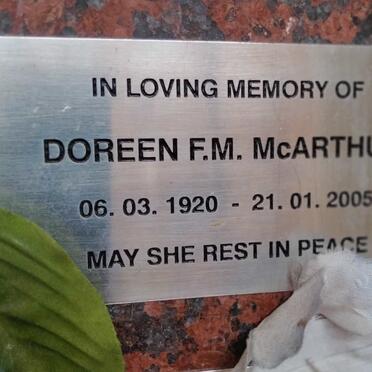 IN LOVING MEMORY OF
DOREEN F.M. McARTHU
06. 03. 1920 - 21. 01. 2005
MAY SHE REST IN PEACE